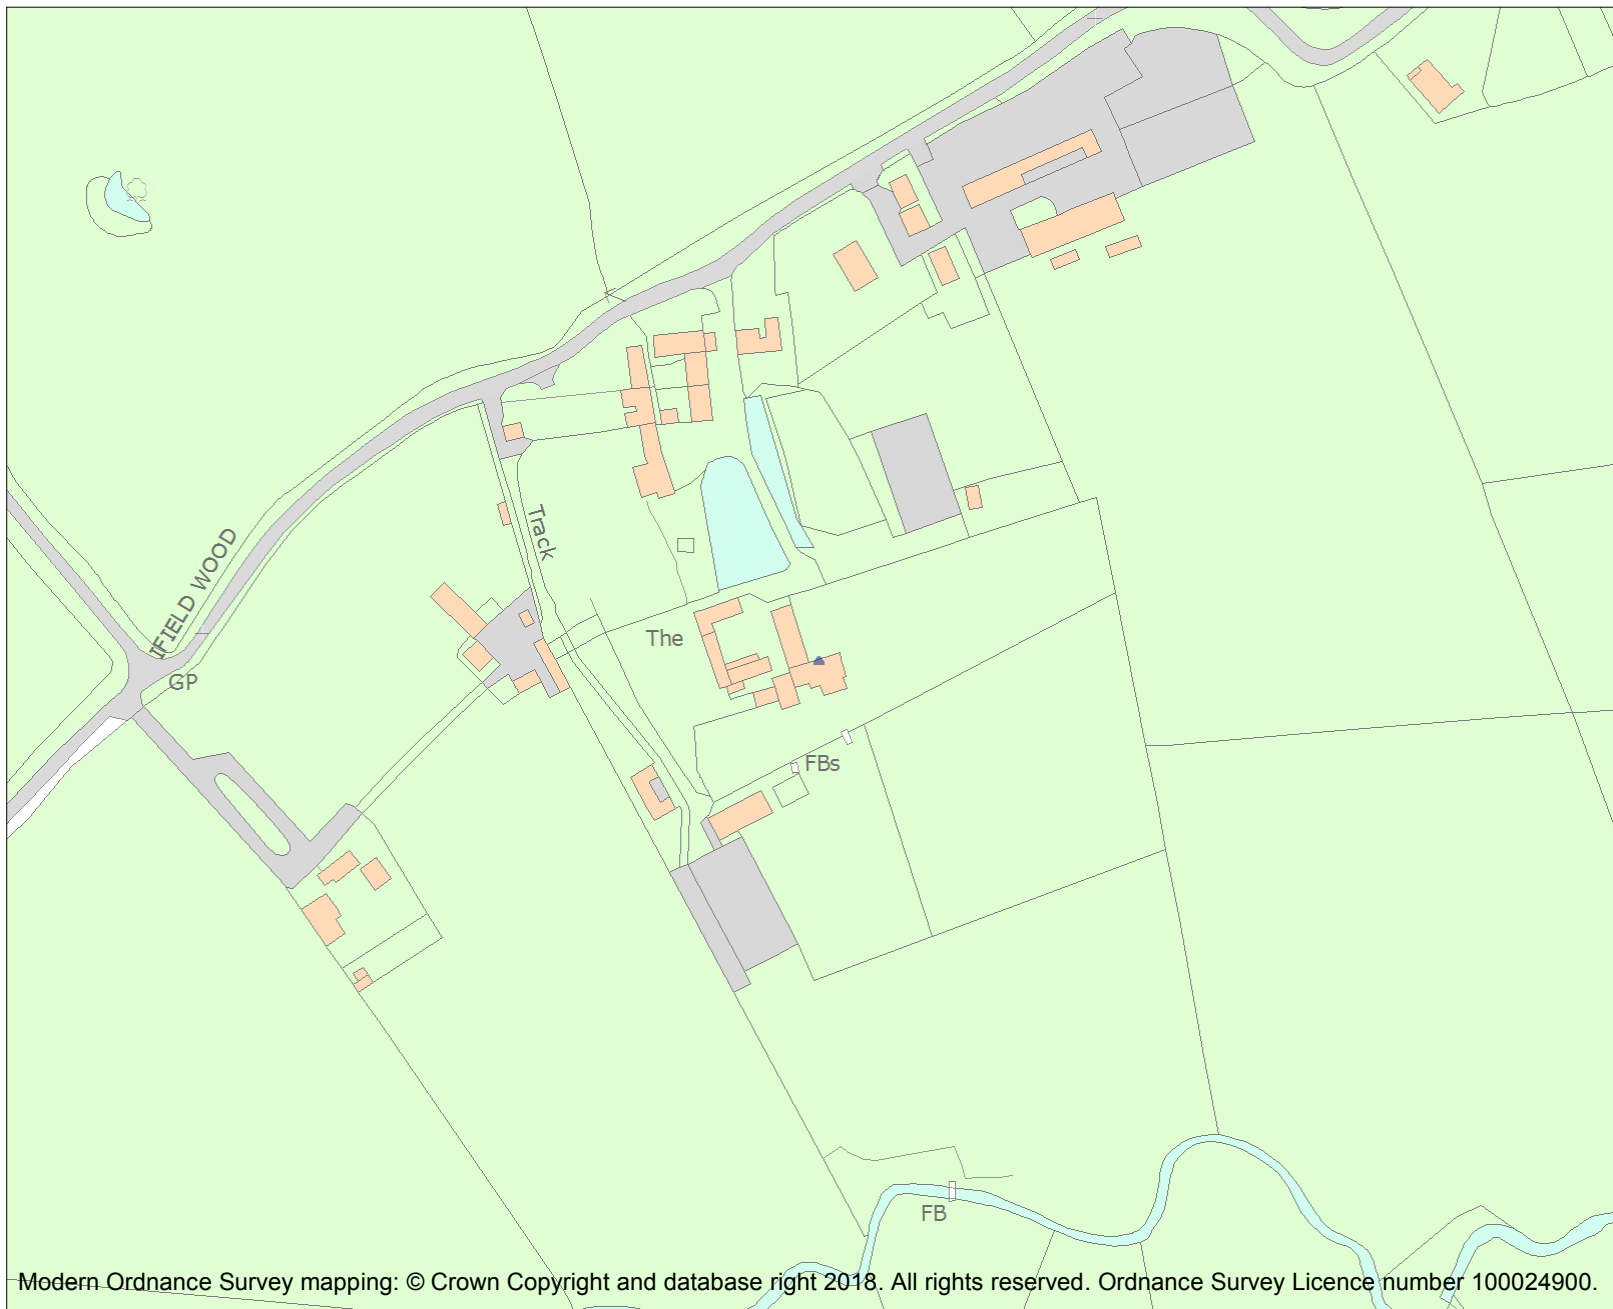 Track
IFIELD WOOD
The
GP
FBs
FB
Modern Ordnance Survey mapping: © Crown Copyright and database right 2018. All rights reserved. Ordnance Survey Licence number 100024900.